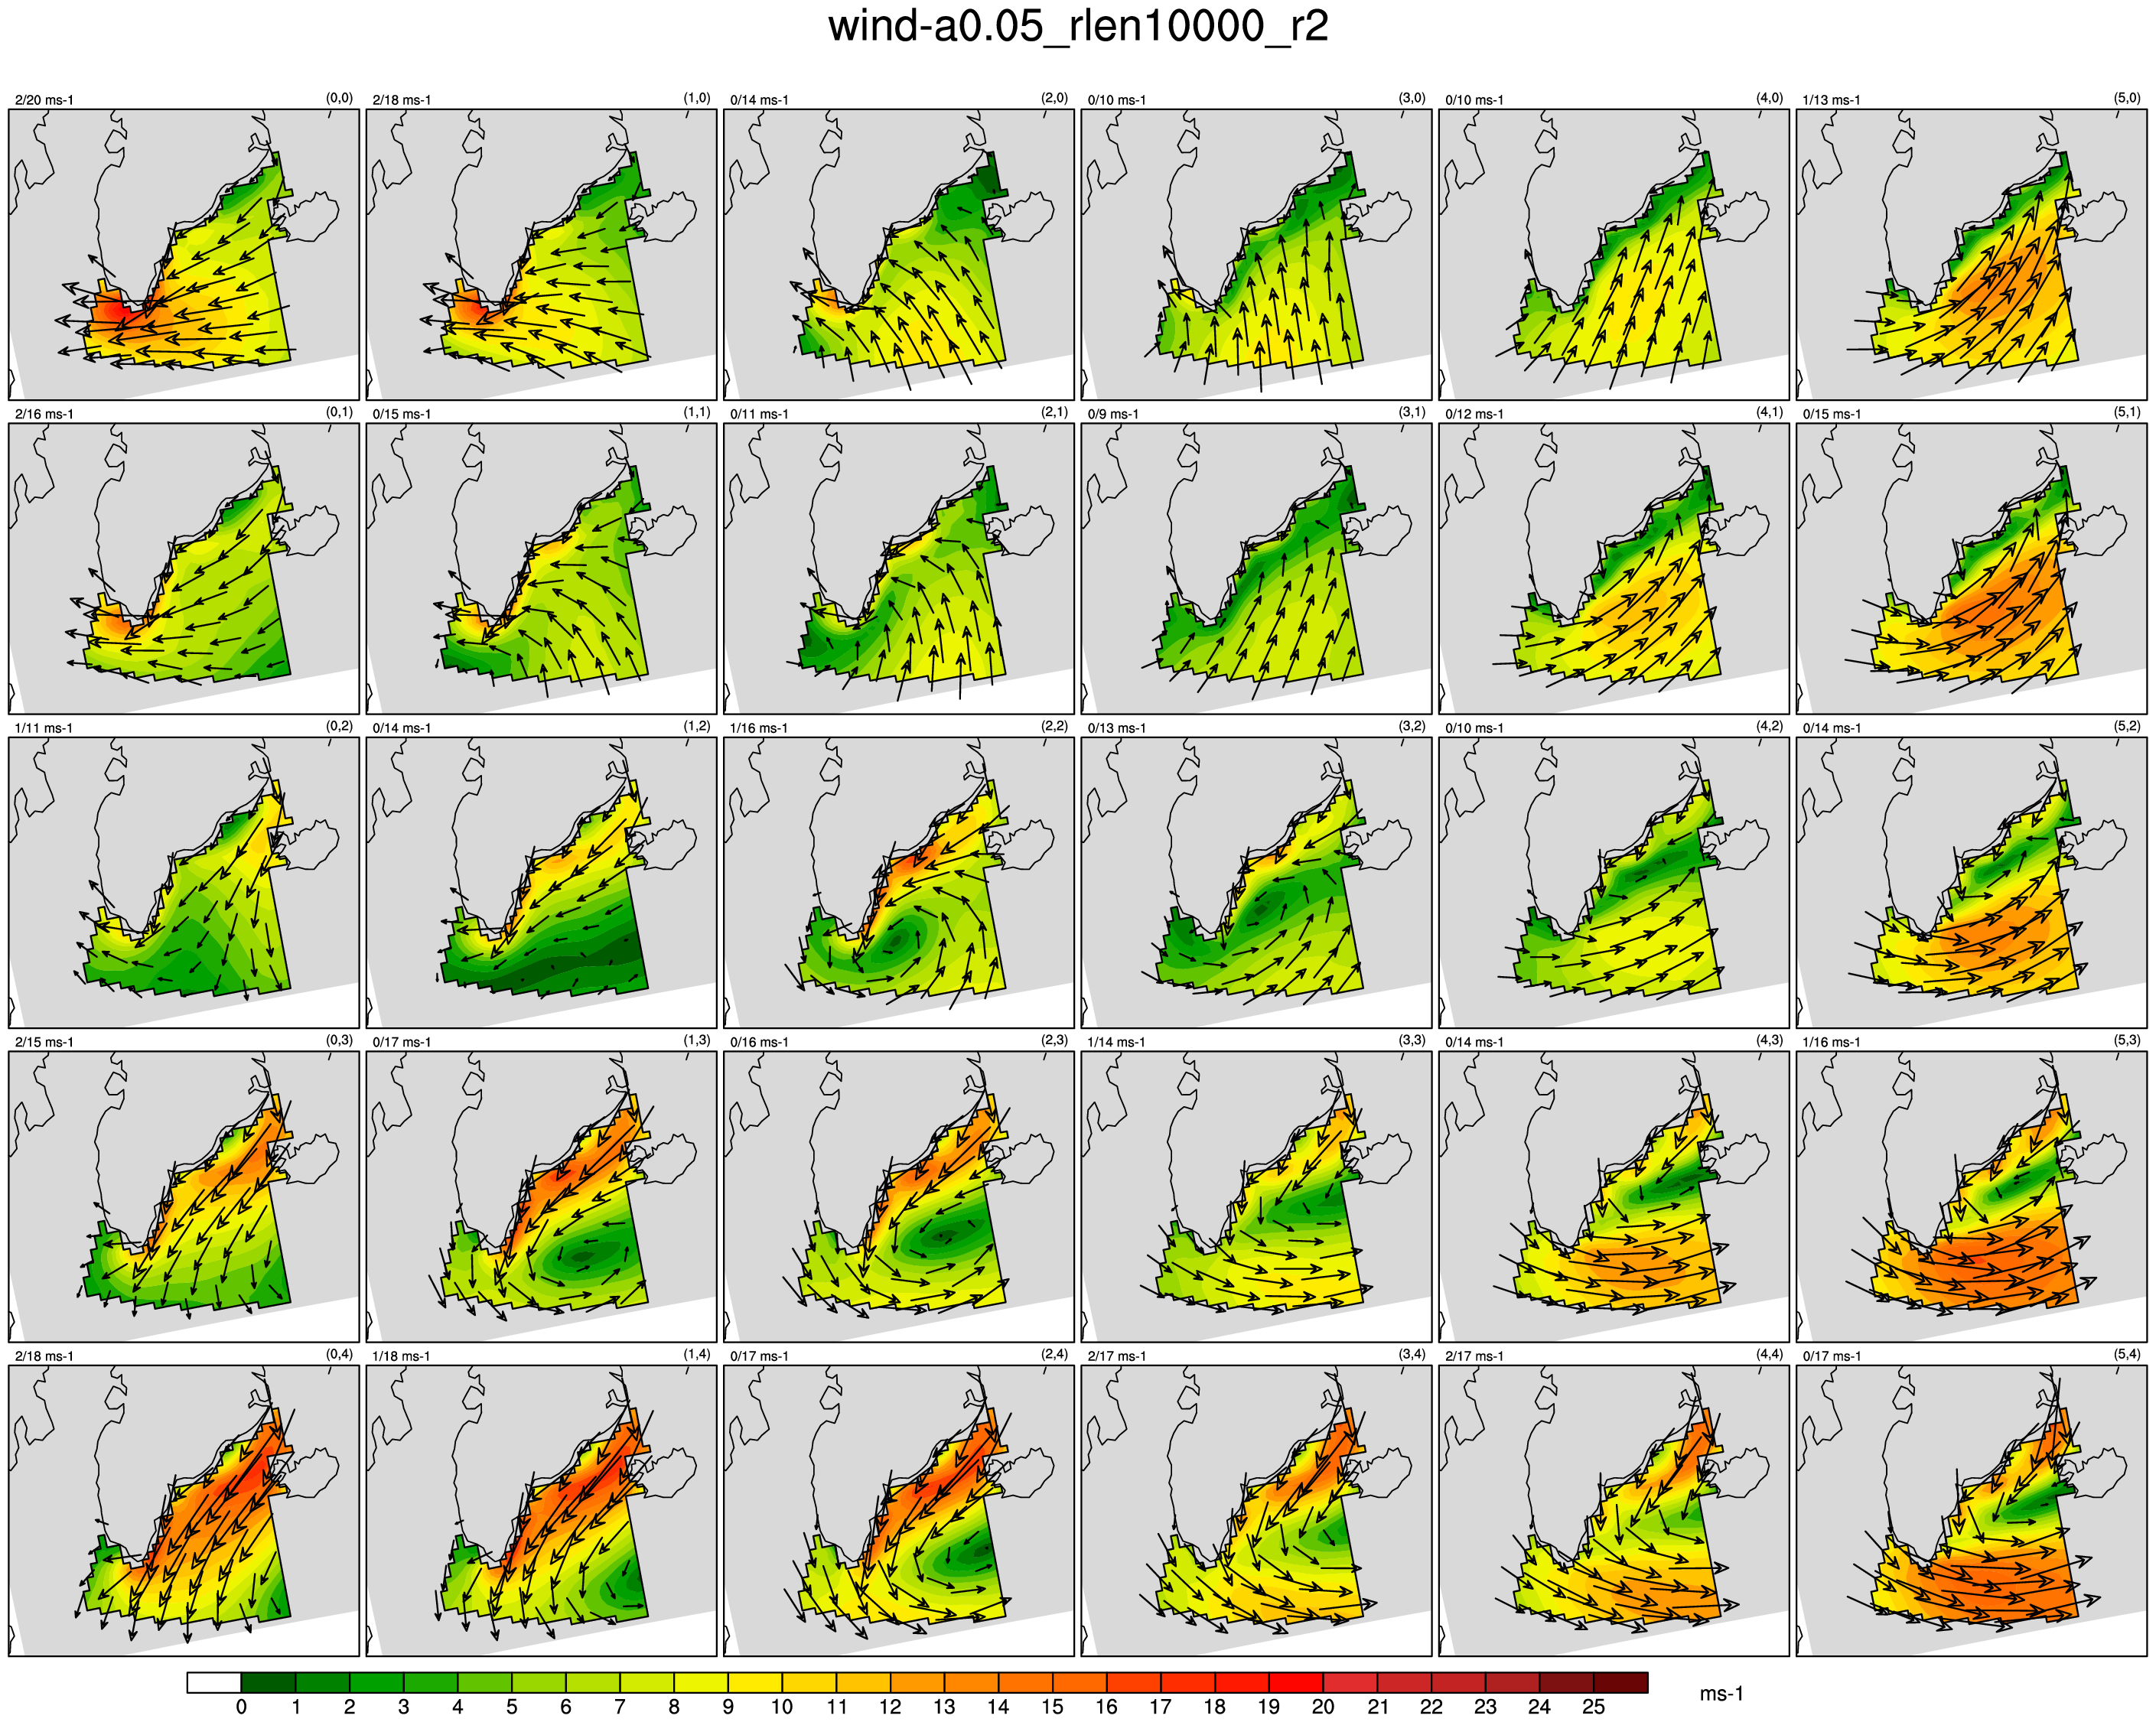 wind-a0.05_rlen10000_r2
2/20 ms-1 (0,0) 2/18 ms-1 (1,0) 0/14 ms-1 (2,0) 0/10 ms-1 (3,0) 0/10 ms-1 (4,0) 1/13 ms-1 (5,0)
2/16 ms-1 (0,1) 0/15 ms-1 (1,1) 0/11 ms-1 (2,1) 0/9 ms-1 (3,1) 0/12 ms-1 (4,1) 0/15 ms-1 (5,1)
1/11 ms-1 (0,2) 0/14 ms-1 (1,2) 1/16 ms-1 (2,2) 0/13 ms-1 (3,2) 0/10 ms-1 (4,2) 0/14 ms-1 (5,2)
2/15 ms-1 (0,3) 0/17 ms-1 (1,3) 0/16 ms-1 (2,3) 1/14 ms-1 (3,3) 0/14 ms-1 (4,3) 1/16 ms-1 (5,3)
2/18 ms-1 (0,4) 1/18 ms-1 (1,4) 0/17 ms-1 (2,4) 2/17 ms-1 (3,4) 2/17 ms-1 (4,4) 0/17 ms-1 (5,4)
0 1 2 3 4 5 6 7 8 9 10 11 12 13 14 15 16 17 18 19 20 21 22 23 24 25 ms-1